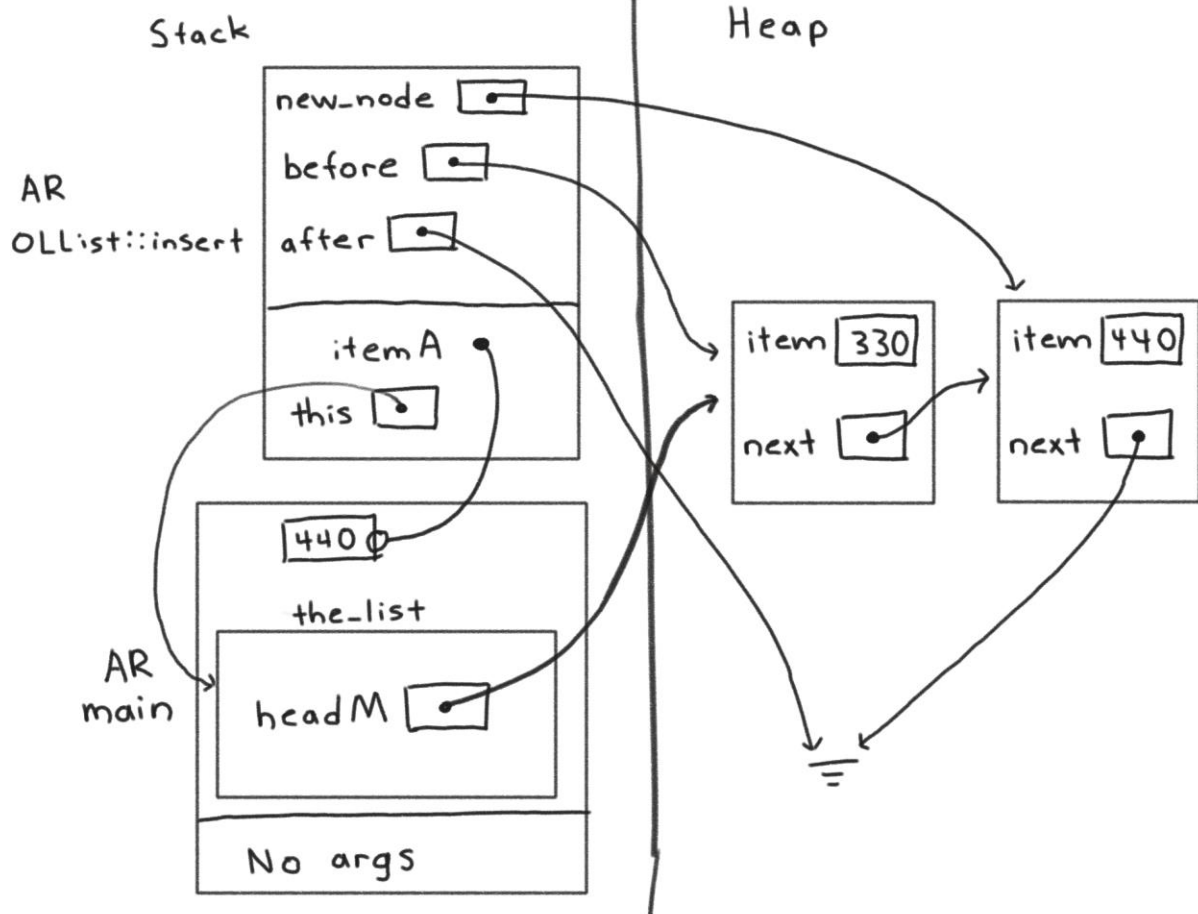 Stack
Heap
new_node
before
AR
OLList::insert
after
itemA
this
item 330
next
item 440
next
440
the_list
AR
main
headM
No args